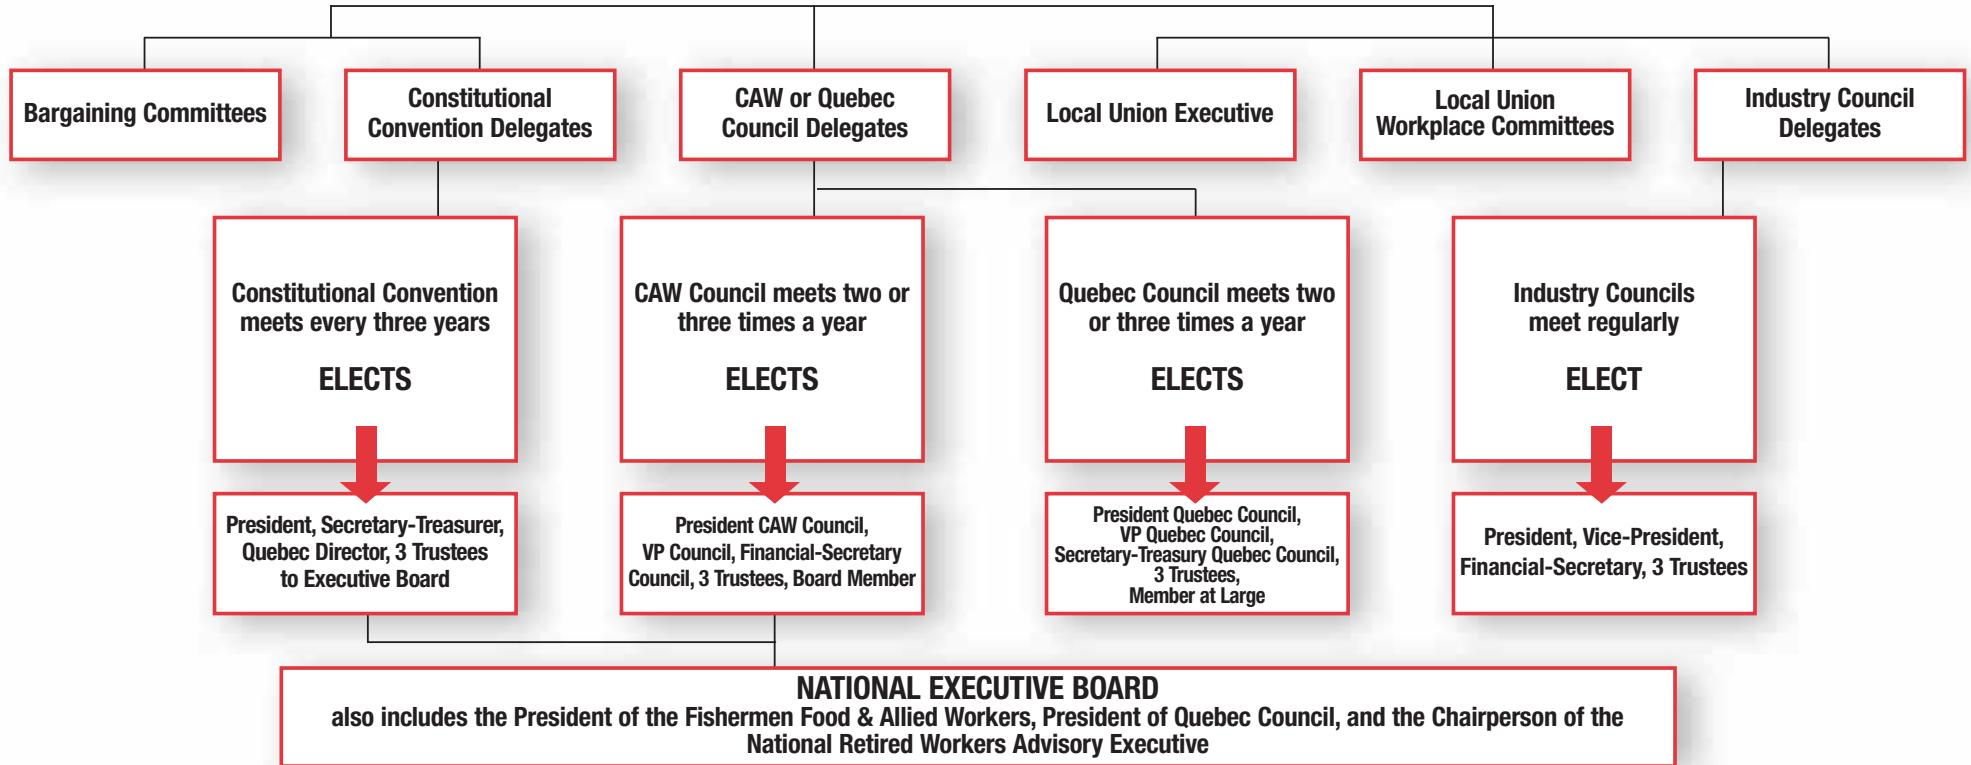 Bargaining Committees
Constitutional
Convention Delegates
CAW or Quebec
Council Delegates
Local Union Executive
Local Union
Workplace Committees
Industry Council
Delegates
Constitutional Convention
meets every three years
ELECTS
CAW Council meets two or
three times a year
ELECTS
Quebec Council meets two
or three times a year
ELECTS
Industry Councils
meet regularly
ELECT
President, Secretary-Treasurer,
Quebec Director, 3 Trustees
to Executive Board
President CAW Council,
VP Council, Financial-Secretary
Council, 3 Trustees, Board Member
President Quebec Council,
VP Quebec Council,
Secretary-Treasury Quebec Council,
3 Trustees,
Member at Large
President, Vice-President,
Financial-Secretary, 3 Trustees
NATIONAL EXECUTIVE BOARD
also includes the President of the Fishermen Food & Allied Workers, President of Quebec Council, and the Chairperson of the
National Retired Workers Advisory Executive